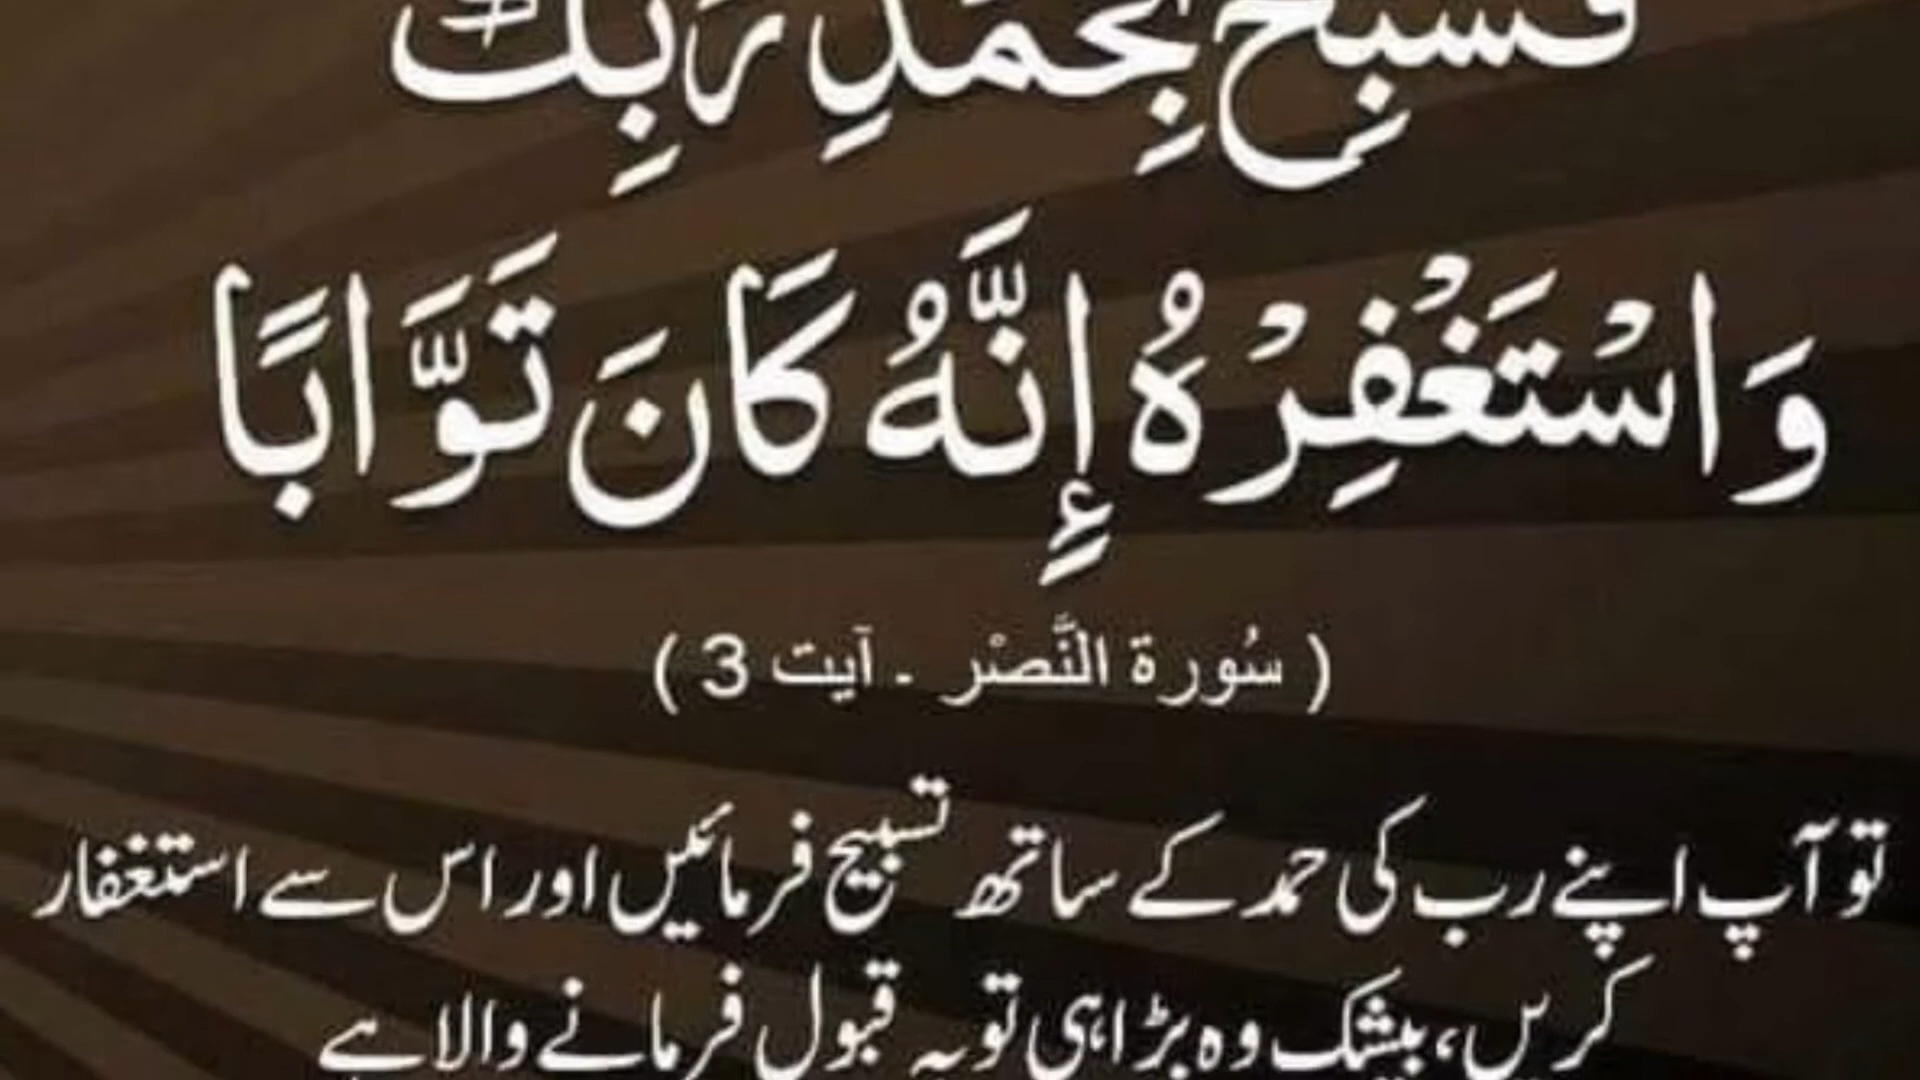 فَسَبِّحْ بِحَمْدِ رَبِّكَ
وَاسْتَغْفِرْهُ إِنَّهُ كَانَ تَوَّابًا
( سُورة النَّصْر ۔ آیت 3 )
تو آپ اپنے رب کی حمد کے ساتھ تسبیح فرمائیں اور اس سے استغفار
کریں، بیشک وہ بڑا ہی توبہ قبول فرمانے والا ہے